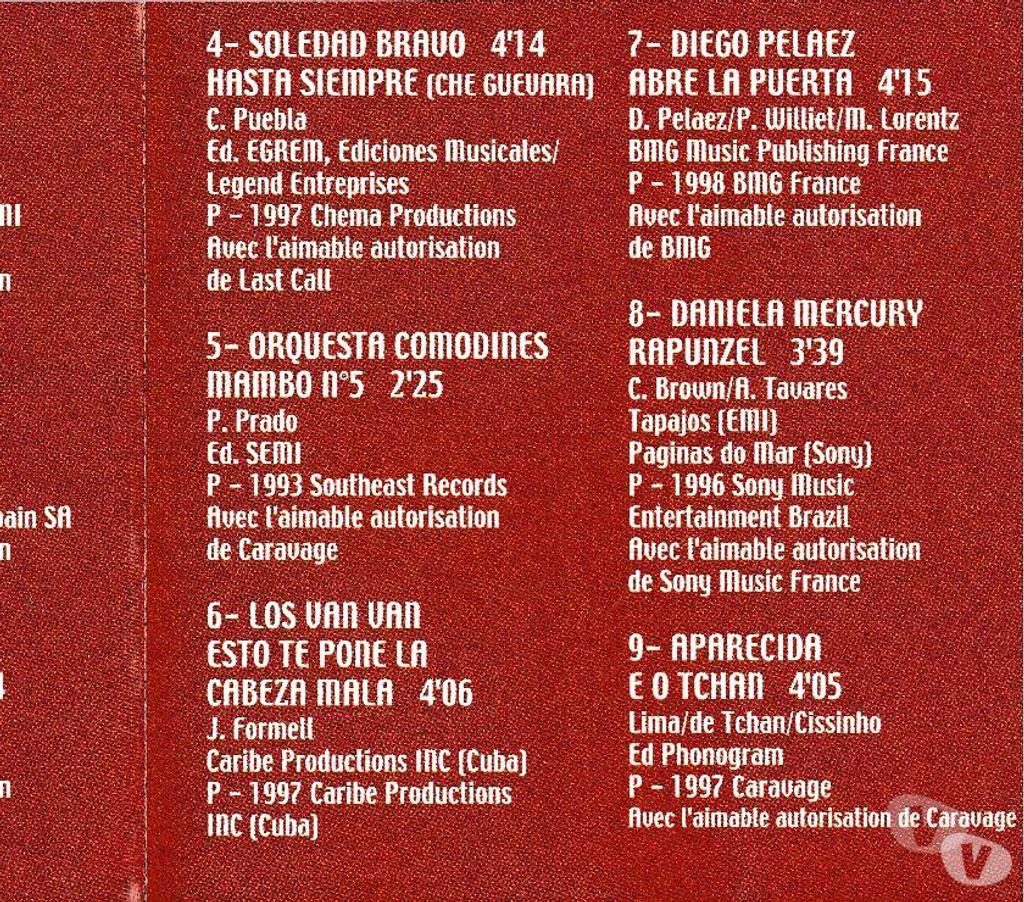 NI
n
pain SA
n
n
4- SOLEDAD BRAVO 4'14
HASTA SIEMPRE (CHE GUEVARA)
C. Puebla
Ed. EGREM, Ediciones Musicales/
Legend Entreprises
P - 1997 Chema Productions
Avec l'aimable autorisation
de Last Call
5- ORQUESTA COMODINES
MAMBO N°5 2'25
P. Prado
Ed. SEMI
P - 1993 Southeast Records
Avec l'aimable autorisation
de Caravage
6- LOS VAN VAN
ESTO TE PONE LA
CABEZA MALA 4'06
J. Formell
Caribe Productions INC (Cuba)
P - 1997 Caribe Productions
INC (Cuba)
7- DIEGO PELAEZ
ABRE LA PUERTA 4'15
D. Pelaez/P. Williet/M. Lorentz
BMG Music Publishing France
P - 1998 BMG France
Avec l'aimable autorisation
de BMG
8- DANIELA MERCURY
RAPUNZEL 3'39
C. Brown/A. Tavares
Tapajos (EMI)
Paginas do Mar (Sony)
P - 1996 Sony Music
Entertainment Brazil
Avec l'aimable autorisation
de Sony Music France
9- APARECIDA
E O TCHAN 4'05
Lima/de Tchan/Cissinho
Ed Phonogram
P - 1997 Caravage
Avec l'aimable autorisation de Caravage
V
V